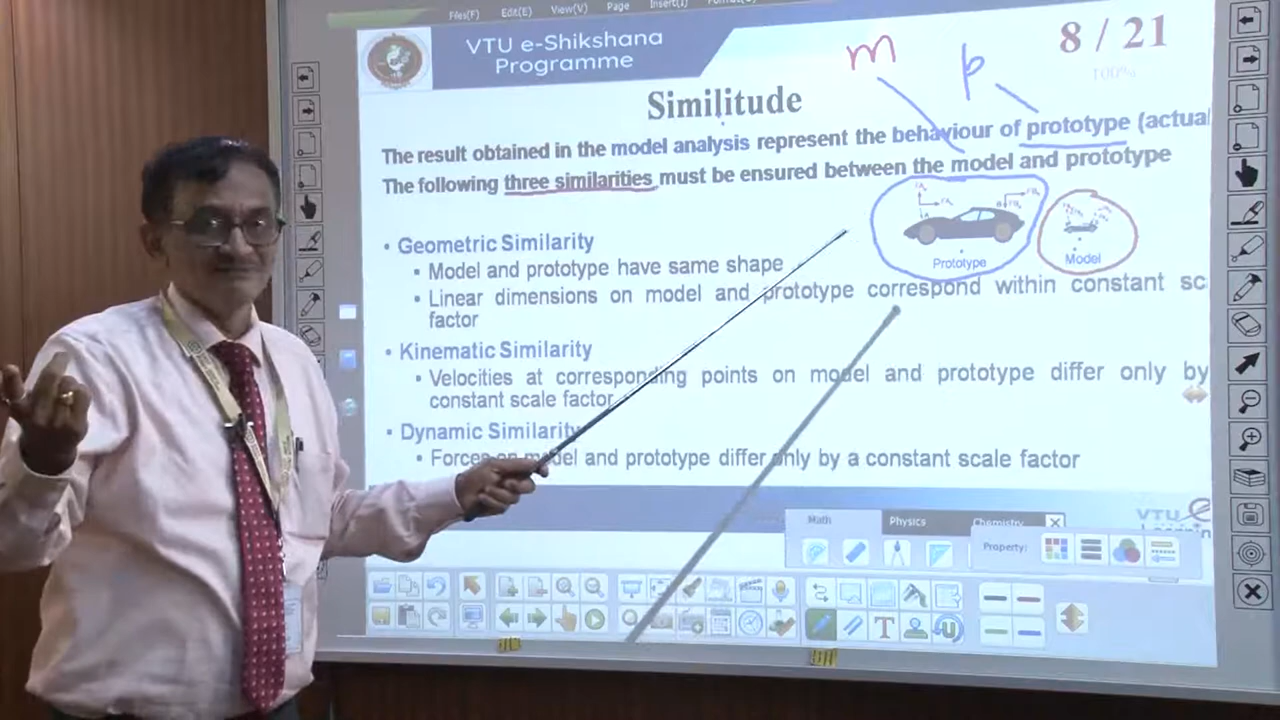 Files(F) Edit(E) View(V) Page Insert(I)
VTU e-Shikshana
Programme
m p
8 / 21
100%
Similitude
The result obtained in the model analysis represent the behaviour of prototype (actual
The following three similarities must be ensured between the model and prototype
Prototype
Model
• Geometric Similarity
▪ Model and prototype have same shape
▪ Linear dimensions on model and prototype correspond within constant sc
factor
• Kinematic Similarity
▪ Velocities at corresponding points on model and prototype differ only by
constant scale factor
▪ Dynamic Similarity
▪ Forces on model and prototype differ only by a constant scale factor
VTU e
Math Physics Chemistry
Property: